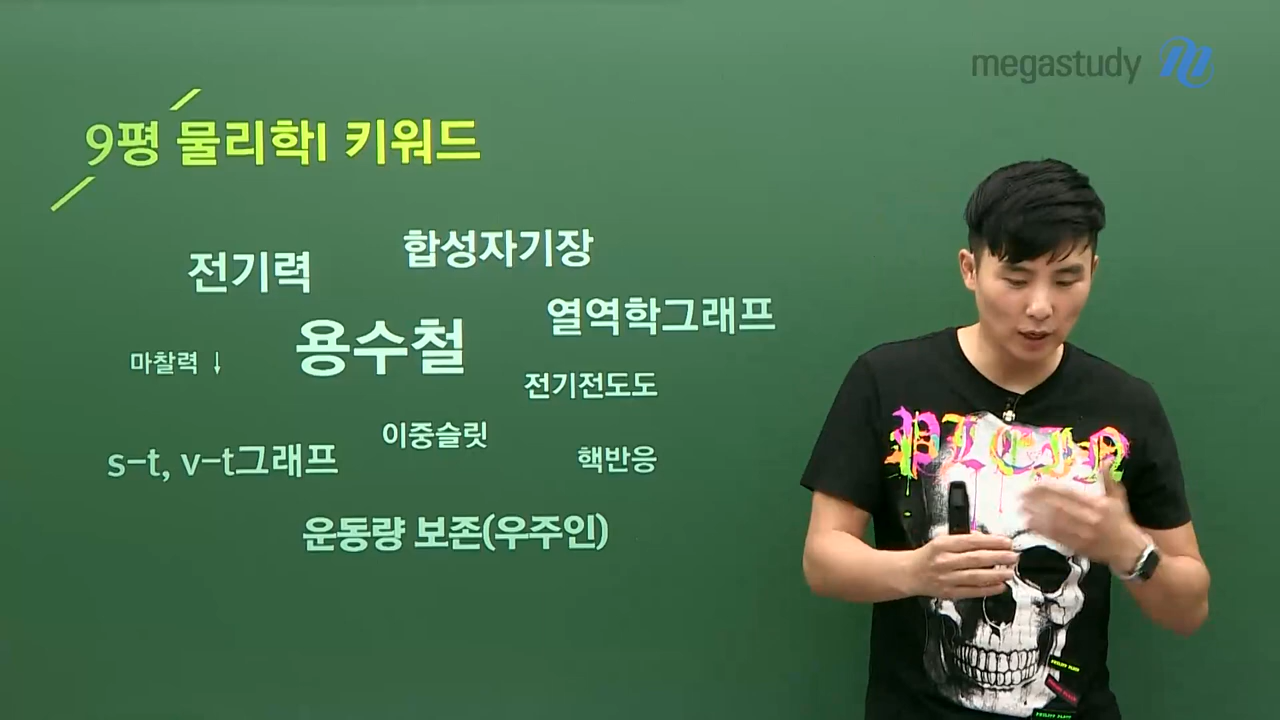 megastudy
9평 물리학I 키워드
합성자기장
전기력
열역학그래프
용수철
마찰력 ↓
전기전도도
이중슬릿
s-t, v-t그래프
핵반응
운동량 보존(우주인)
PLEIN